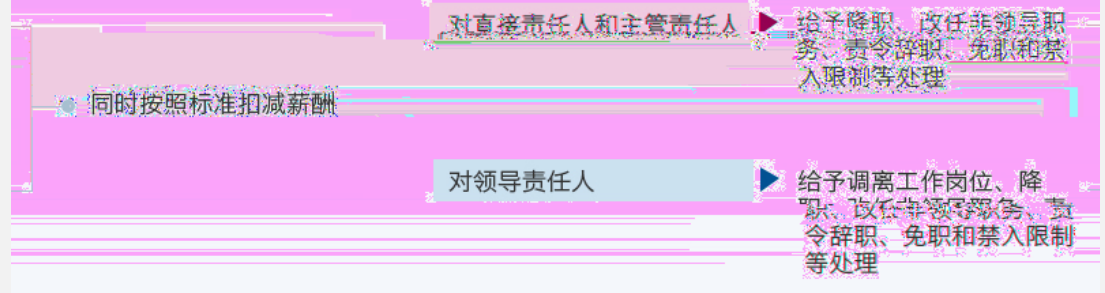 对直接责任人和主管责任人
给予降职、改任非领导职
务、责令辞职、免职和禁
入限制等处理
同时按照标准扣减薪酬
对领导责任人
给予调离工作岗位、降
职、改任非领导职务、责
令辞职、免职和禁入限制
等处理